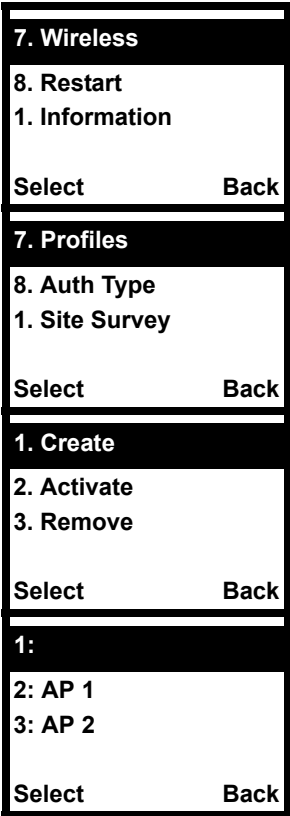 7. Wireless
8. Restart
1. Information
Select Back
7. Profiles
8. Auth Type
1. Site Survey
Select Back
1. Create
2. Activate
3. Remove
Select Back
1:
2: AP 1
3: AP 2
Select Back